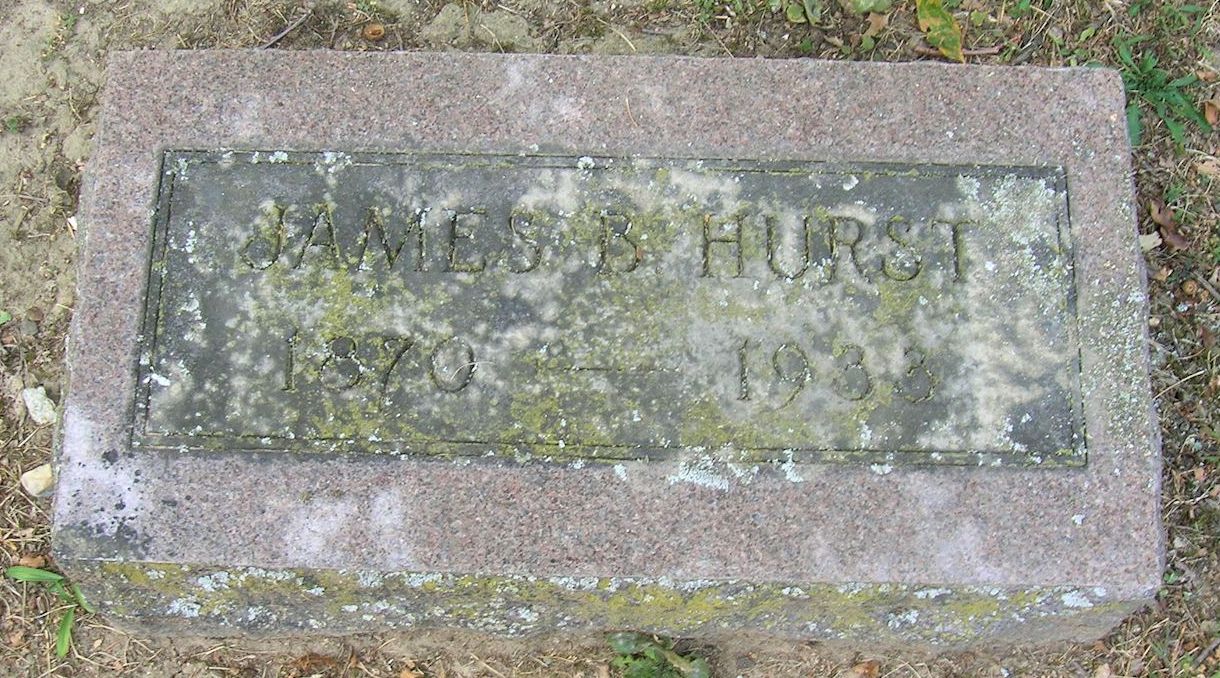 JAMES B. HURST
1870 — 1933